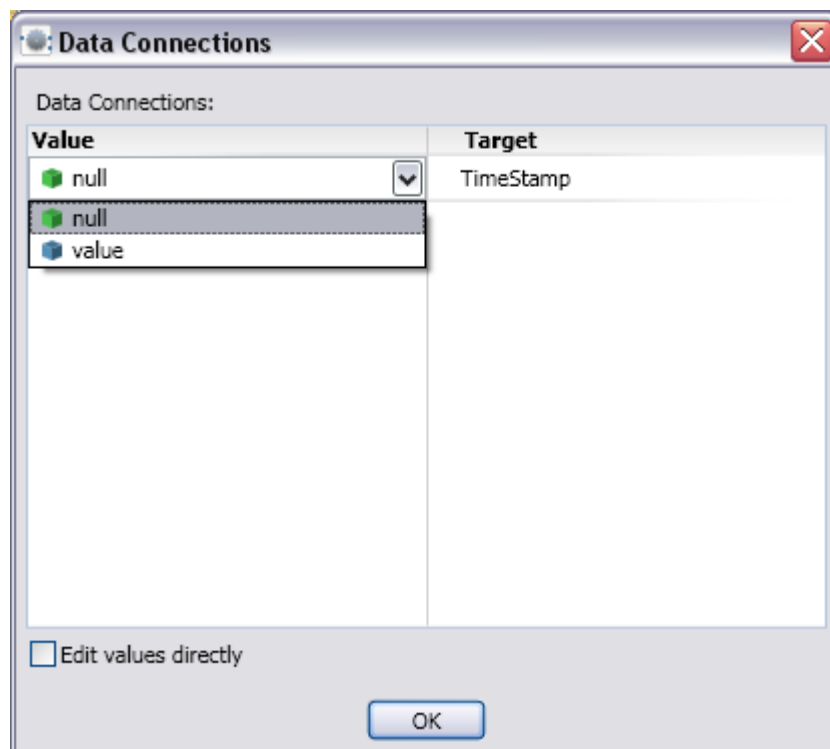 Data Connections
Data Connections:
Value Target
null TimeStamp
null
value
Edit values directly
OK